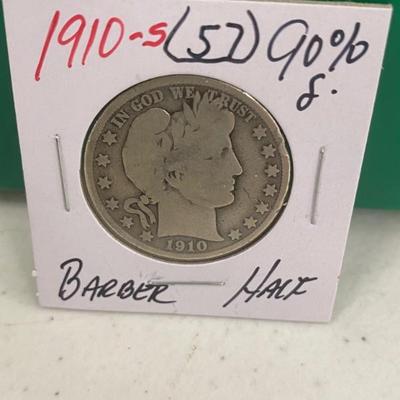 1910-S (57) 90%
S.
IN GOD WE TRUST
1910
BARBER HALF